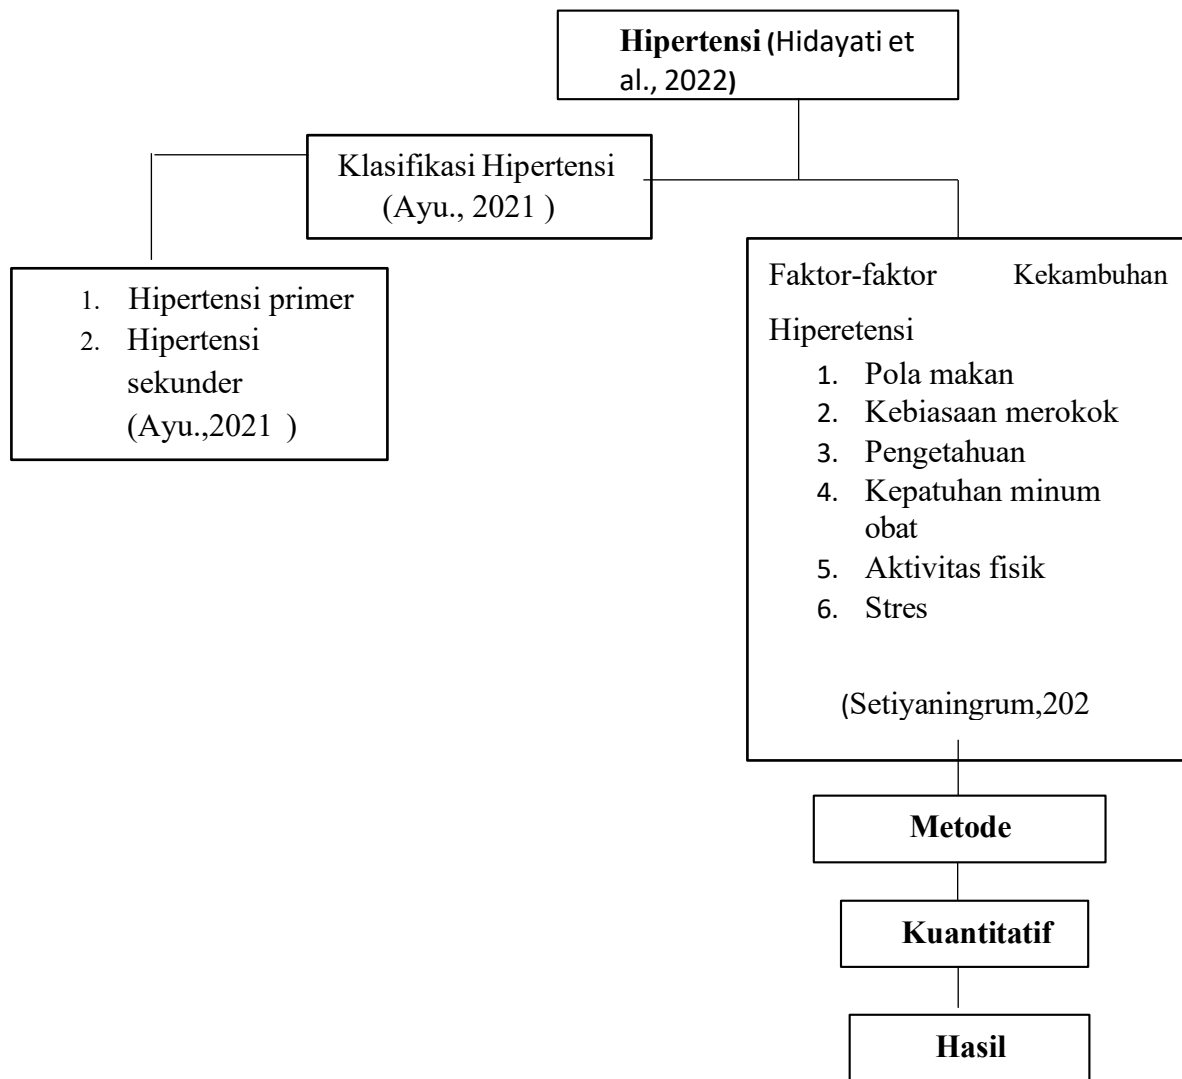 Hipertensi (Hidayati et
al., 2022)
Klasifikasi Hipertensi
(Ayu., 2021 )
1. Hipertensi primer
2. Hipertensi
sekunder
(Ayu.,2021 )
Faktor-faktor Kekambuhan
Hiperetensi
1. Pola makan
2. Kebiasaan merokok
3. Pengetahuan
4. Kepatuhan minum
obat
5. Aktivitas fisik
6. Stres
(Setiyaningrum,202
Metode
Kuantitatif
Hasil